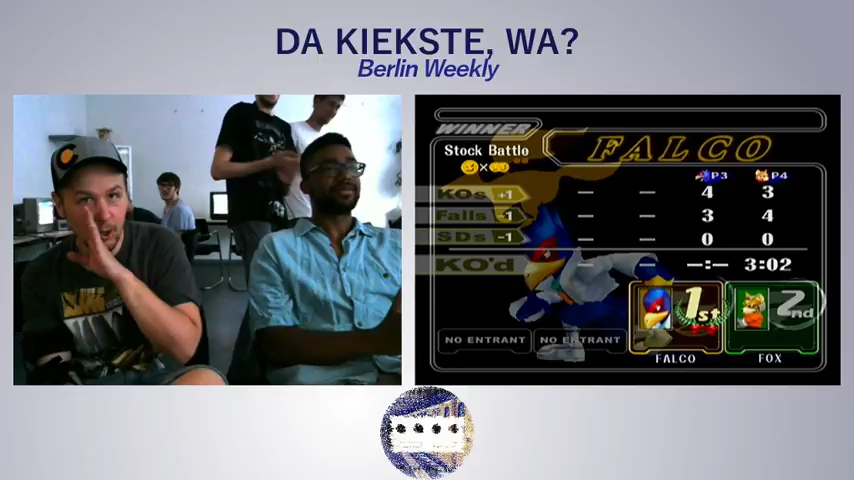 DA KIEKSTE, WA?
Berlin Weekly
WINNER
FALCO
Stock Battle
P3 P4
KOs +1 — — 4 3
Falls -1 — — 3 4
SDs -1 — — 0 0
KO'd — — –:– 3:02
1st 2nd
NO ENTRANT NO ENTRANT
FALCO FOX